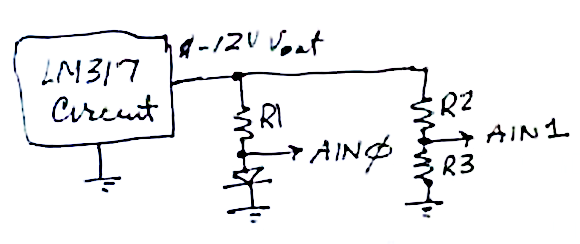 0-12V Vout
LM317
Circuit
R1
R2
AIN0
AIN1
R3